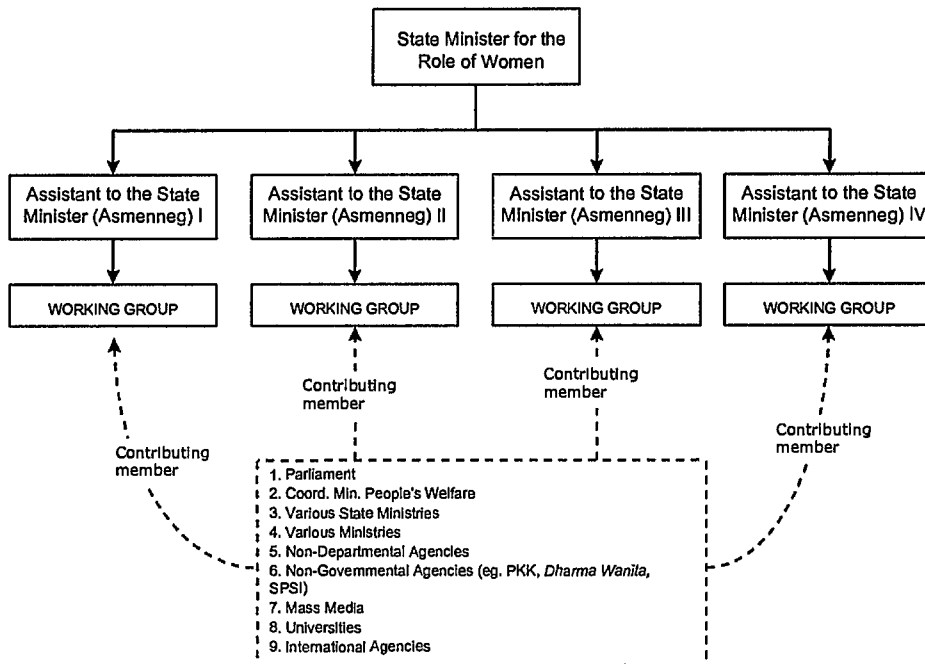 State Minister for the
Role of Women
Assistant to the State
Minister (Asmenneg) I
Assistant to the State
Minister (Asmenneg) II
Assistant to the State
Minister (Asmenneg) III
Assistant to the State
Minister (Asmenneg) IV
WORKING GROUP
WORKING GROUP
WORKING GROUP
WORKING GROUP
Contributing
member
Contributing
member
Contributing
member
Contributing
member
1. Parliament
2. Coord. Min. People's Welfare
3. Various State Ministries
4. Various Ministries
5. Non-Departmental Agencies
6. Non-Governmental Agencies (eg. PKK, Dharma Wanila,
SPSI)
7. Mass Media
8. Universities
9. International Agencies